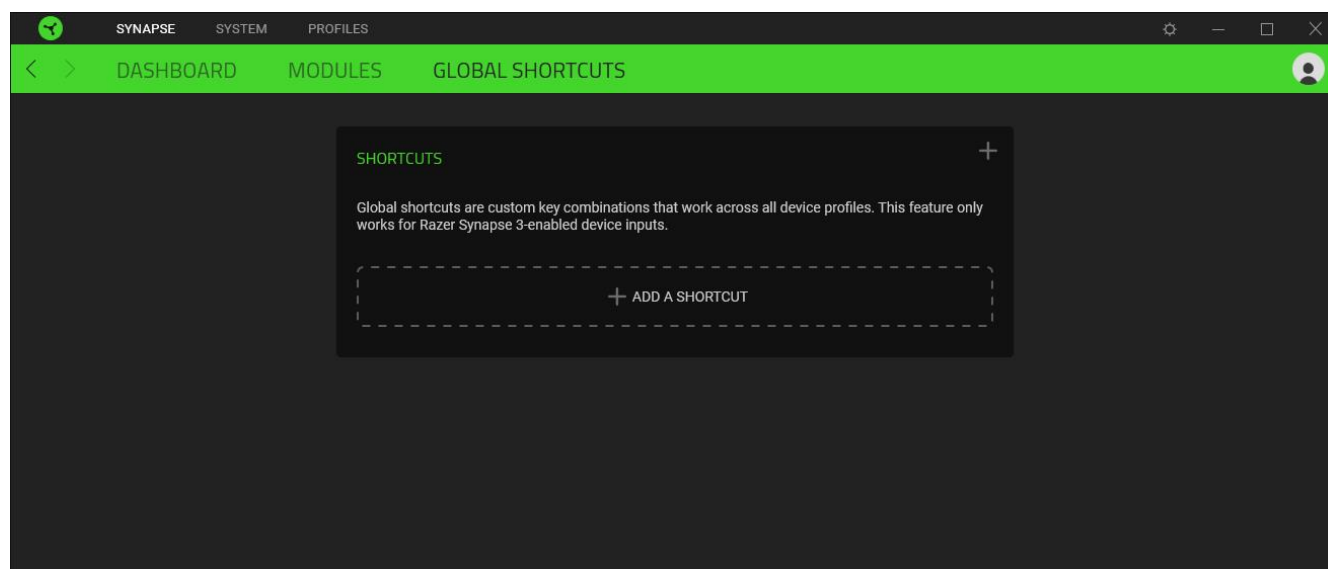 SYNAPSE SYSTEM PROFILES
DASHBOARD MODULES GLOBAL SHORTCUTS
SHORTCUTS
Global shortcuts are custom key combinations that work across all device profiles. This feature only
works for Razer Synapse 3-enabled device inputs.
ADD A SHORTCUT